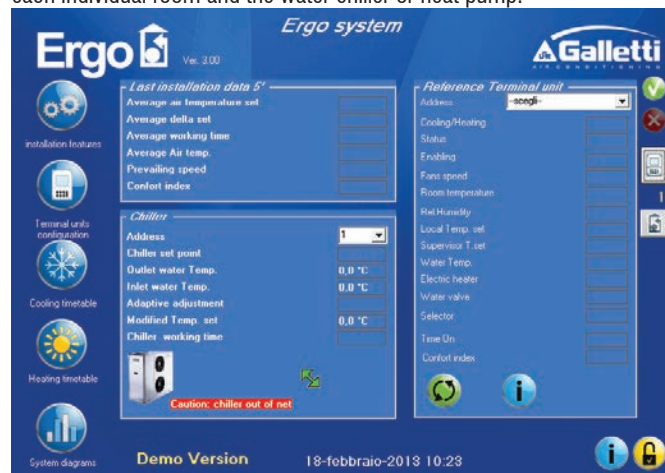 each individual room and the water chiller or heat pump.
Ergo
Ver. 3.00
Ergo system
Galletti
AIR CONDITIONING
Last installation data 5'
Average air temperature set
Average delta set
Average working time
Average Air temp.
Prevailing speed
Confort index
Chiller
Address
1
Chiller set point
Outlet water Temp.
0,0 °C
Inlet water Temp.
0,0 °C
Adaptive adjustment
Modified Temp. set
0,0 °C
Chiller working time
Caution: chiller out of net
Reference Terminal unit
Address
--scegli--
Cooling/Heating
Status
Enabling
Fans speed
Room temperature
Rel.Humidity
Local Temp. set
Supervisor T.set
Water Temp.
Electric heater
Water valve
Selector
Time On
Confort index
1
installation features
Terminal units
configuration
Cooling timetable
Heating timetable
System diagrams
Demo Version
18-febbraio-2013 10:23